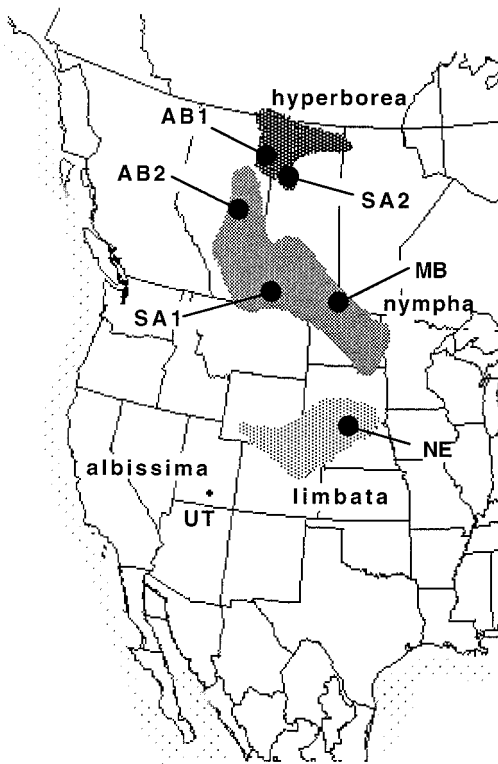 hyperborea
AB1
AB2
SA2
MB
nympha
SA1
NE
albissima
limbata
UT